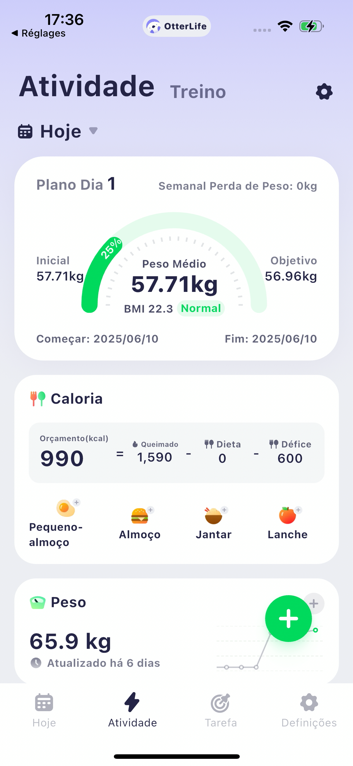 17:36
OtterLife
◀ Réglages
Atividade Treino
Hoje
Plano Dia 1
Semanal Perda de Peso: 0kg
25%
Inicial
57.71kg
Peso Médio
57.71kg
BMI 22.3 Normal
Objetivo
56.96kg
Começar: 2025/06/10
Fim: 2025/06/10
Caloria
Orçamento(kcal)
990
=
Queimado
1,590
-
Dieta
0
-
Défice
600
Pequeno-
almoço
Almoço
Jantar
Lanche
Peso
65.9 kg
Atualizado há 6 dias
Hoje
Atividade
Tarefa
Definições